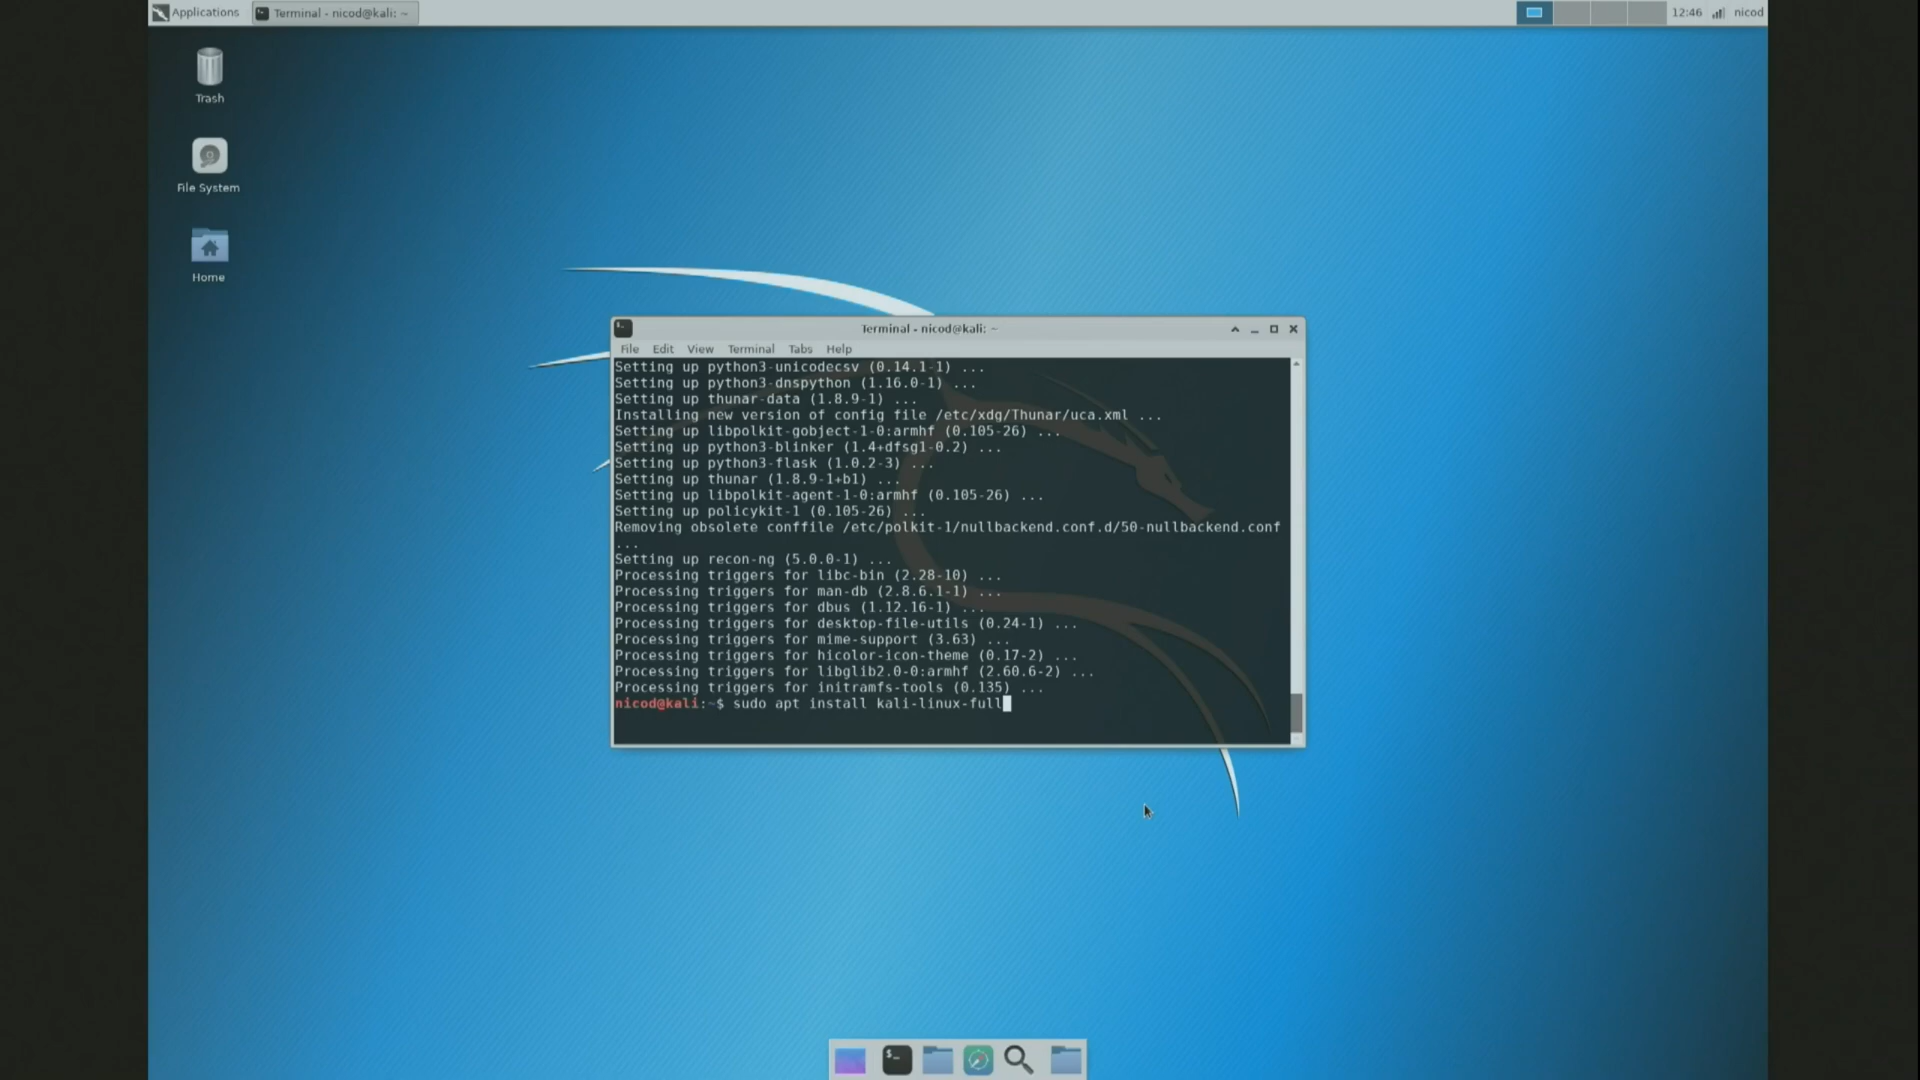 Applications
Terminal - nicod@kali: ~
12:46
nicod
Trash
File System
Home
Terminal - nicod@kali: ~
File Edit View Terminal Tabs Help
Setting up python3-unicodecsv (0.14.1-1) ...
Setting up python3-dnspython (1.16.0-1) ...
Setting up thunar-data (1.8.9-1) ...
Installing new version of config file /etc/xdg/Thunar/uca.xml ...
Setting up libpolkit-gobject-1-0:armhf (0.105-26) ...
Setting up python3-blinker (1.4+dfsg1-0.2) ...
Setting up python3-flask (1.0.2-3) ...
Setting up thunar (1.8.9-1+b1) ...
Setting up libpolkit-agent-1-0:armhf (0.105-26) ...
Setting up policykit-1 (0.105-26) ...
Removing obsolete conffile /etc/polkit-1/nullbackend.conf.d/50-nullbackend.conf
...
Setting up recon-ng (5.0.0-1) ...
Processing triggers for libc-bin (2.28-10) ...
Processing triggers for man-db (2.8.6.1-1) ...
Processing triggers for dbus (1.12.16-1) ...
Processing triggers for desktop-file-utils (0.24-1) ...
Processing triggers for mime-support (3.63) ...
Processing triggers for hicolor-icon-theme (0.17-2) ...
Processing triggers for libglib2.0-0:armhf (2.60.6-2) ...
Processing triggers for initramfs-tools (0.135) ...
nicod@kali:~$ sudo apt install kali-linux-full